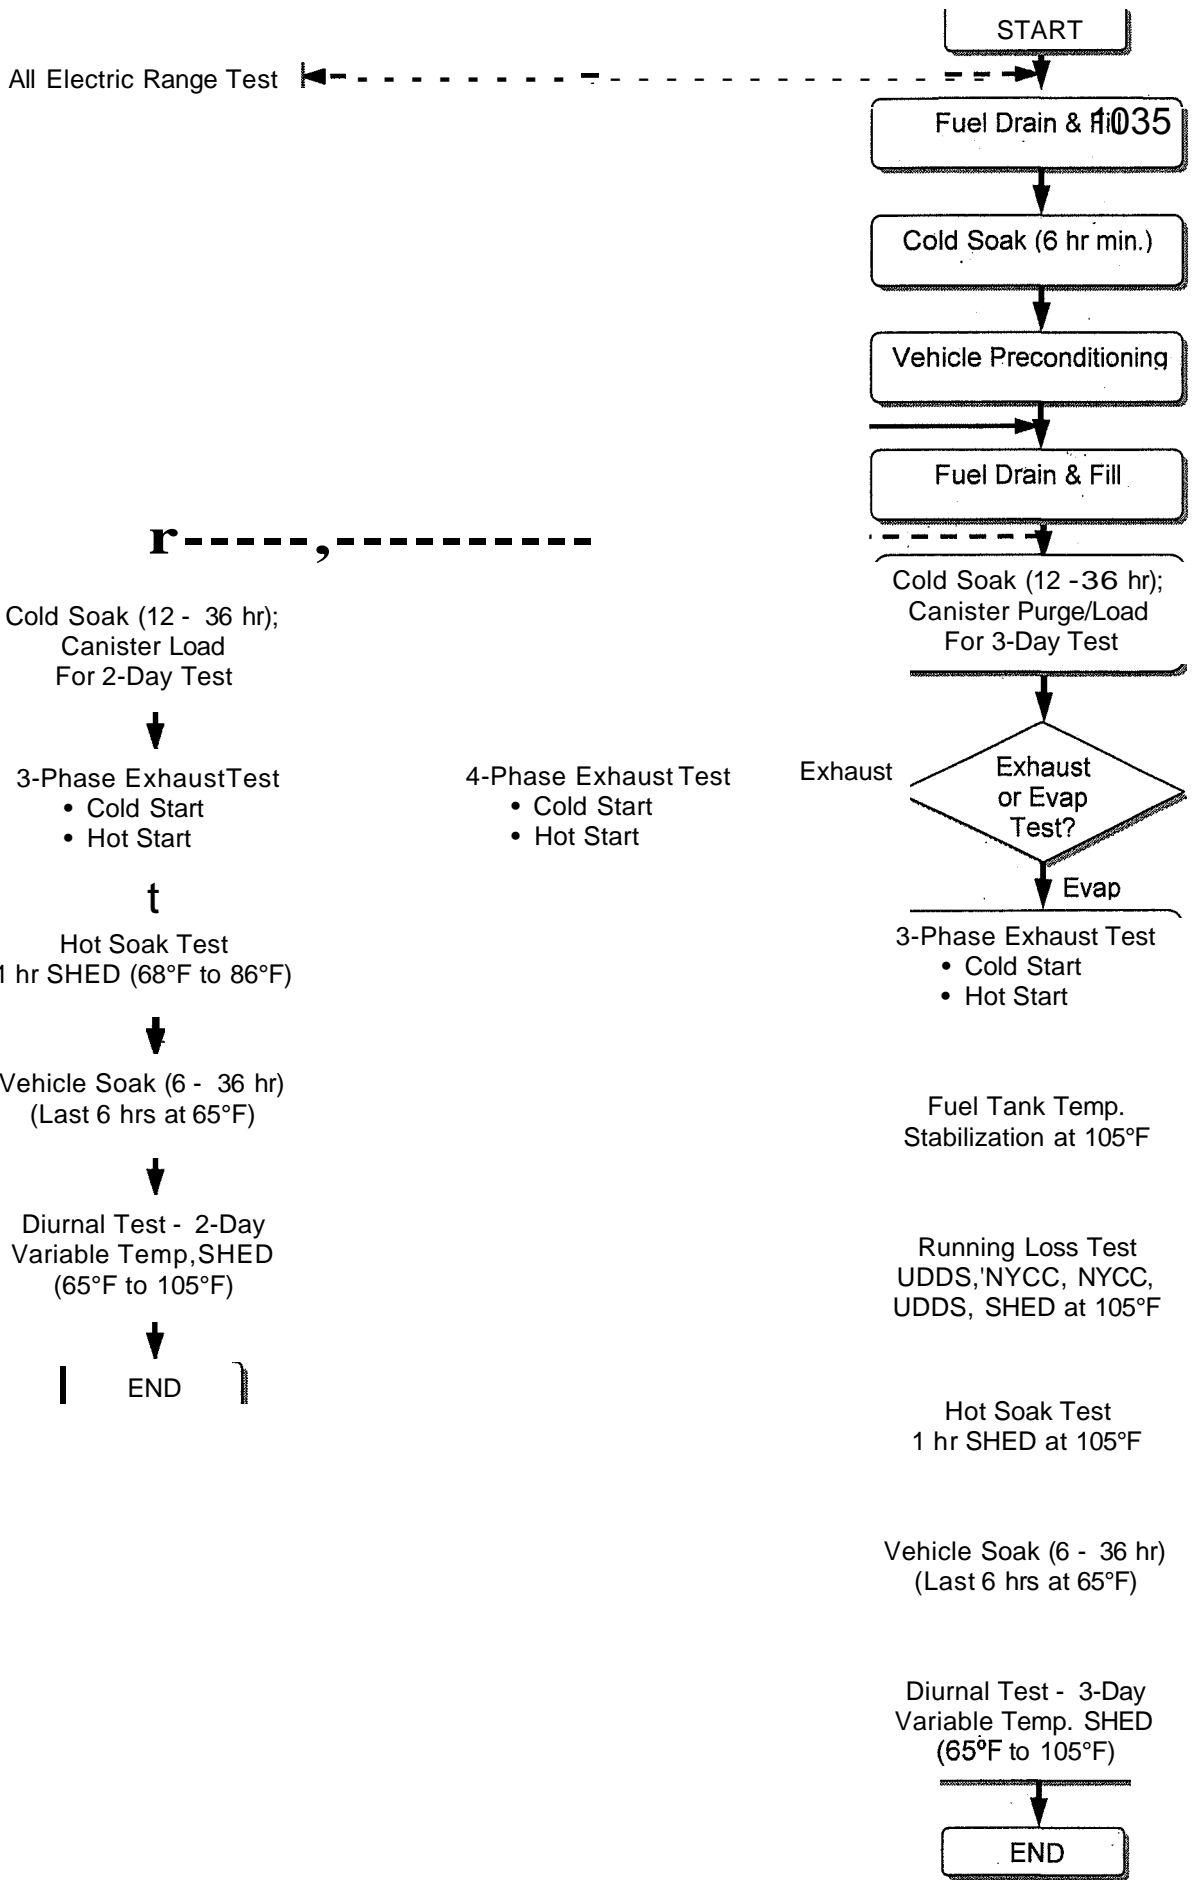 START
All Electric Range Test
Fuel Drain & Fill
1035
Cold Soak (6 hr min.)
Vehicle Preconditioning
Fuel Drain & Fill
r-----,-----------
Cold Soak (12 -36 hr);
Canister Purge/Load
For 3-Day Test
Cold Soak (12 - 36 hr);
Canister Load
For 2-Day Test
3-Phase ExhaustTest
• Cold Start
• Hot Start
4-Phase Exhaust Test
• Cold Start
• Hot Start
Exhaust
Exhaust
or Evap
Test?
Evap
t
Hot Soak Test
1 hr SHED (68°F to 86°F)
3-Phase Exhaust Test
• Cold Start
• Hot Start
Vehicle Soak (6 - 36 hr)
(Last 6 hrs at 65°F)
Fuel Tank Temp.
Stabilization at 105°F
Diurnal Test - 2-Day
Variable Temp,SHED
(65°F to 105°F)
Running Loss Test
UDDS,'NYCC, NYCC,
UDDS, SHED at 105°F
END
Hot Soak Test
1 hr SHED at 105°F
Vehicle Soak (6 - 36 hr)
(Last 6 hrs at 65°F)
Diurnal Test - 3-Day
Variable Temp. SHED
(65°F to 105°F)
END